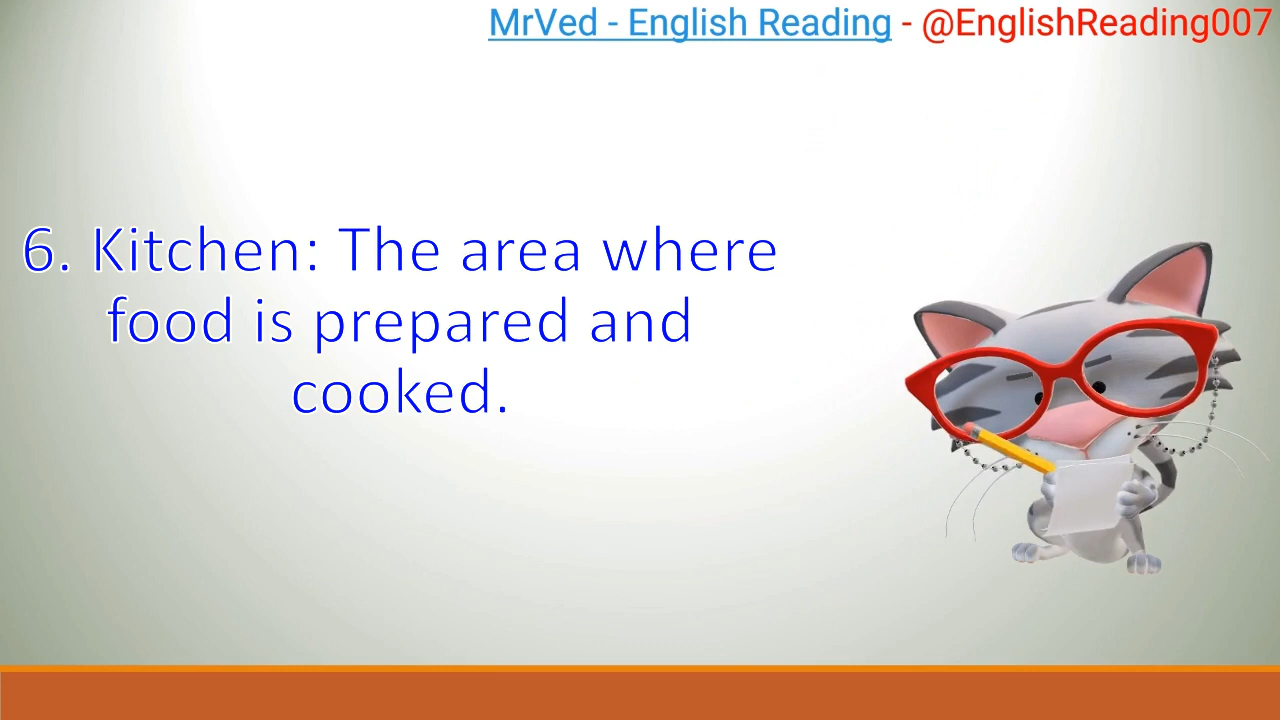 MrVed - English Reading - @EnglishReading007
6. Kitchen: The area where
food is prepared and
cooked.